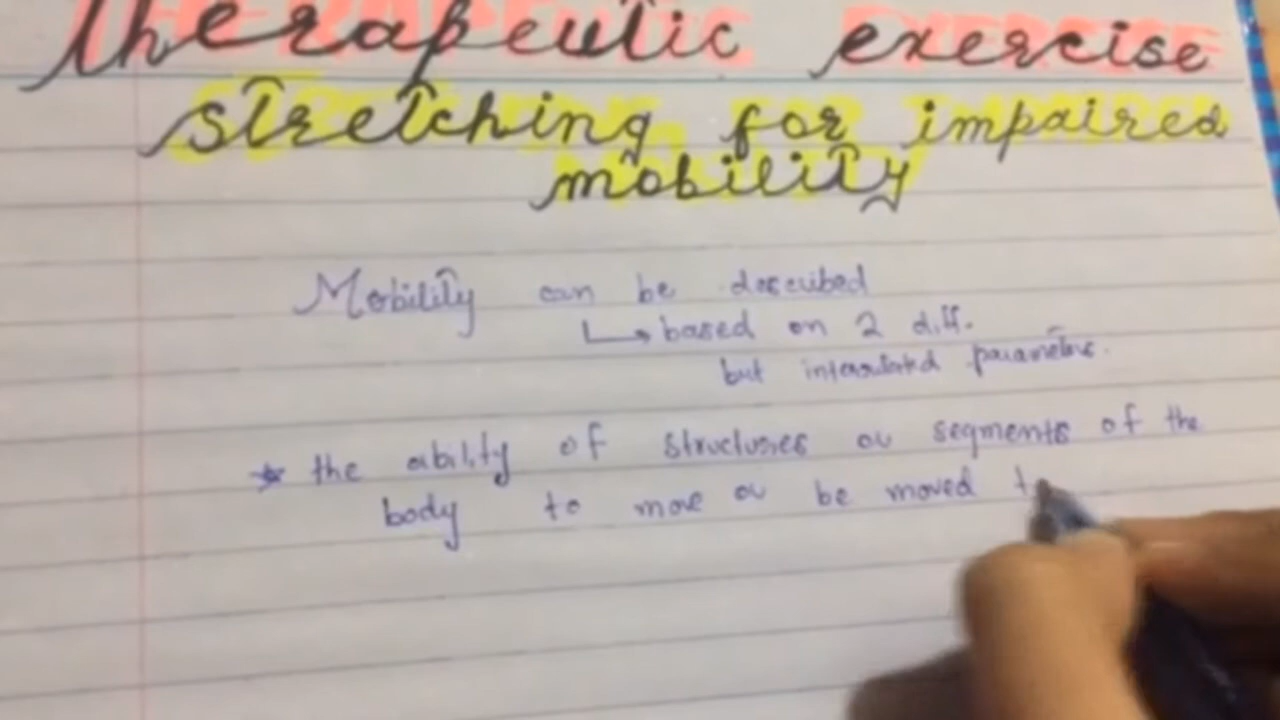 Therapeutic exercise
stretching for impaired
mobility
Mobility can be described
↳ based on 2 diff.
but interrelated parameters.
* the ability of structures or segments of the
body to move or be moved t